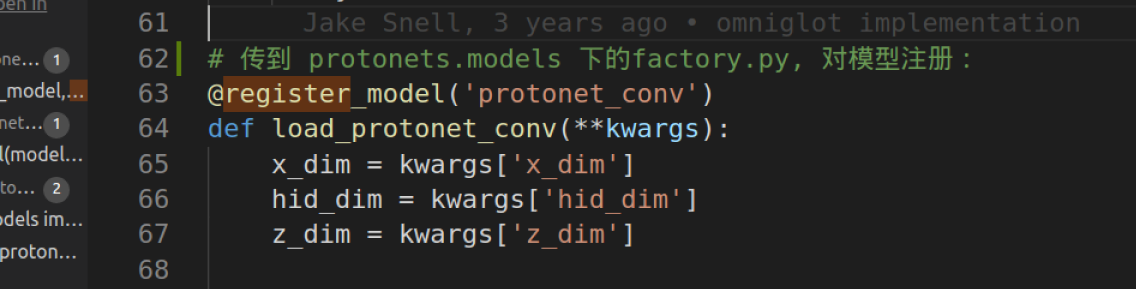 pen in
one... 1
_model,...
net... 1
l(model...
to... 2
odels im...
proton...
61
Jake Snell, 3 years ago • omniglot implementation
62 # 传到 protonets.models 下的factory.py, 对模型注册：
63 @register_model('protonet_conv')
64 def load_protonet_conv(**kwargs):
65 x_dim = kwargs['x_dim']
66 hid_dim = kwargs['hid_dim']
67 z_dim = kwargs['z_dim']
68